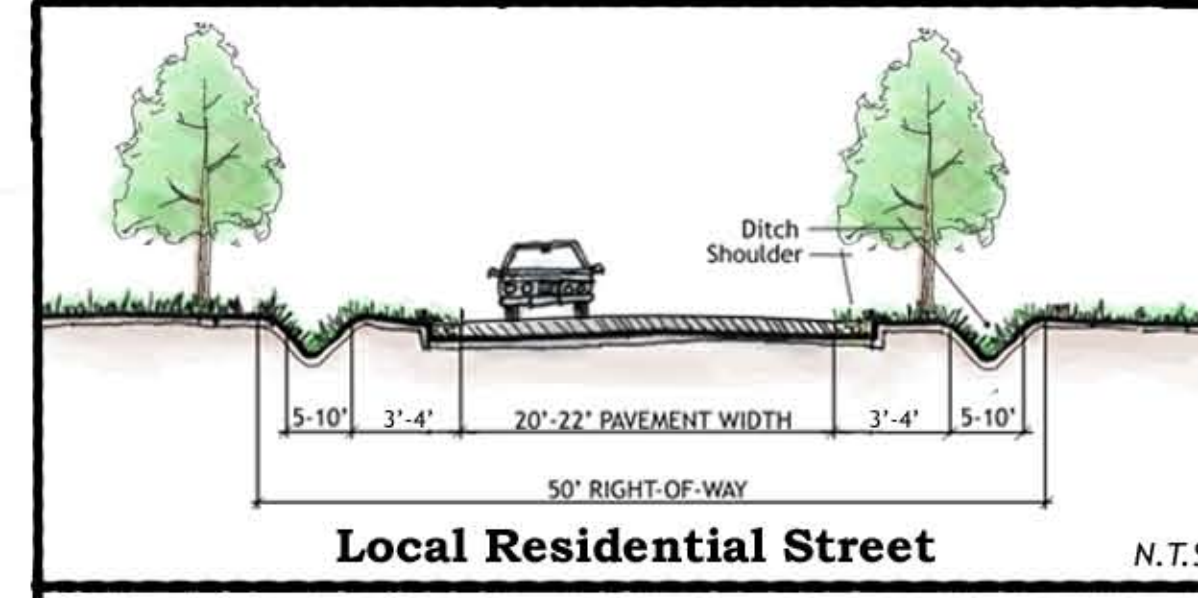 Ditch
Shoulder
5-10' 3'-4' 20'-22' PAVEMENT WIDTH 3'-4' 5-10'
50' RIGHT-OF-WAY
Local Residential Street
N.T.S